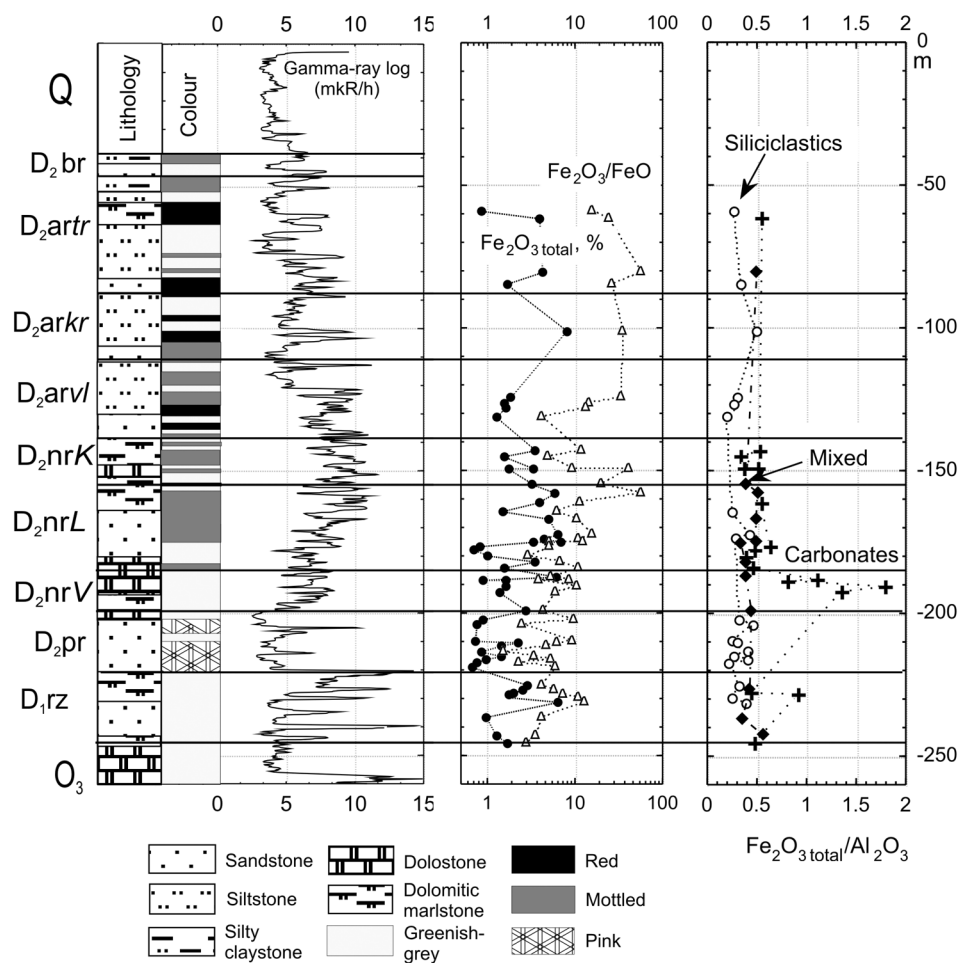 0 5 10 15
1 10 100
0 0.5 1 1.5 2
Lithology
Colour
Gamma-ray log
(mkR/h)
0
m
Q
Siliciclastics
D₂br
Fe₂O₃/FeO
-50
D₂artr
Fe₂O₃ total, %
D₂arkr
-100
D₂arvl
D₂nrK
Mixed
-150
D₂nrL
Carbonates
D₂nrV
-200
D₂pr
D₁rz
O₃
-250
0 5 10 15
1 10 100
0 0.5 1 1.5 2
Fe₂O₃ total/Al₂O₃
Sandstone
Dolostone
Red
Siltstone
Dolomitic
marlstone
Mottled
Silty
claystone
Greenish-
grey
Pink